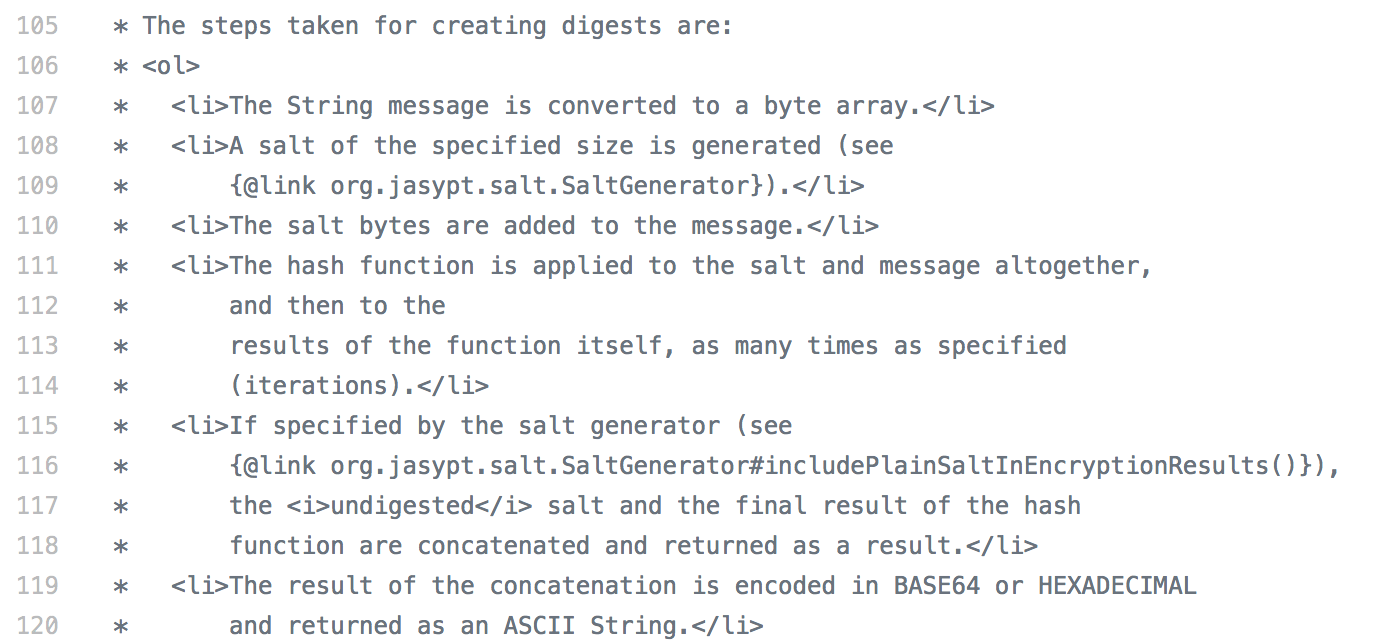 105    * The steps taken for creating digests are:
106    * <ol>
107    *   <li>The String message is converted to a byte array.</li>
108    *   <li>A salt of the specified size is generated (see
109    *       {@link org.jasypt.salt.SaltGenerator}).</li>
110    *   <li>The salt bytes are added to the message.</li>
111    *   <li>The hash function is applied to the salt and message altogether,
112    *       and then to the
113    *       results of the function itself, as many times as specified
114    *       (iterations).</li>
115    *   <li>If specified by the salt generator (see
116    *       {@link org.jasypt.salt.SaltGenerator#includePlainSaltInEncryptionResults()}),
117    *       the <i>undigested</i> salt and the final result of the hash
118    *       function are concatenated and returned as a result.</li>
119    *   <li>The result of the concatenation is encoded in BASE64 or HEXADECIMAL
120    *       and returned as an ASCII String.</li>